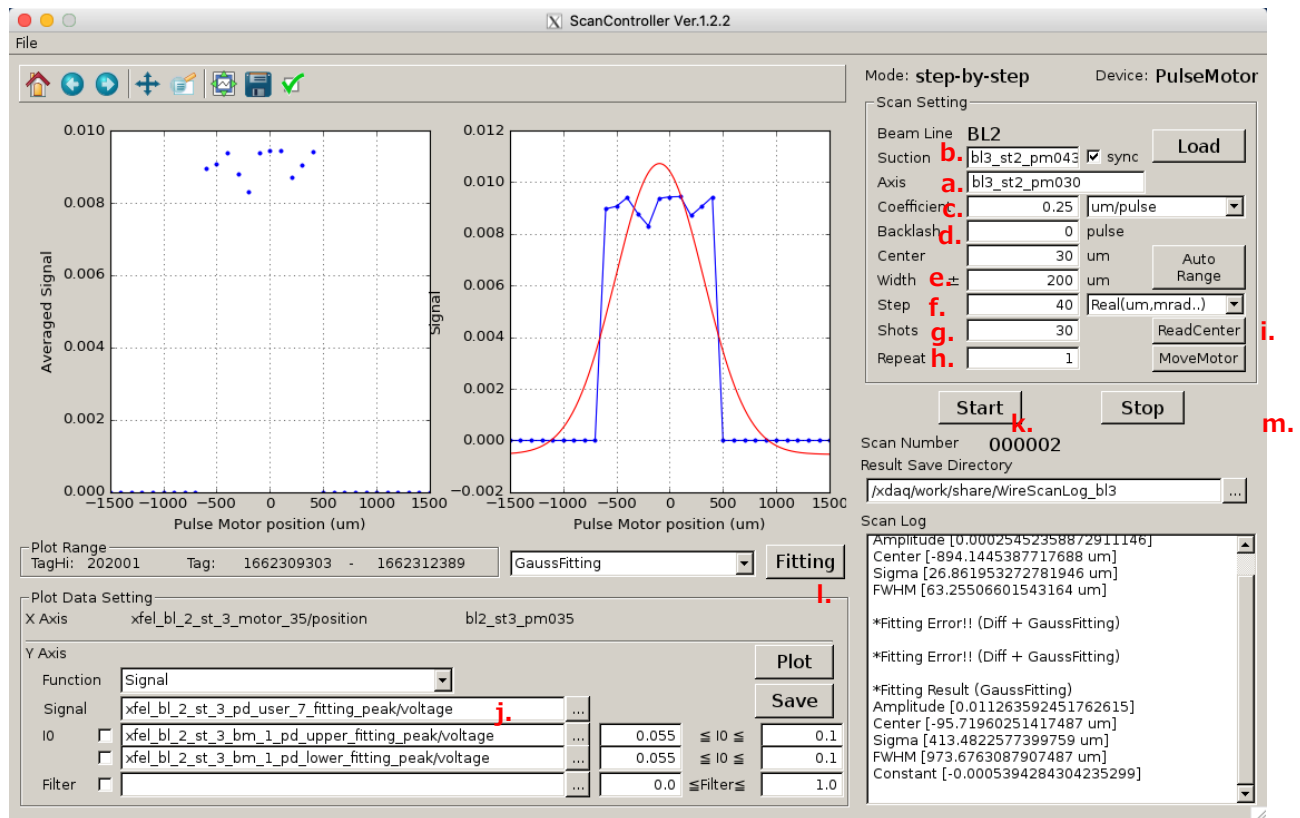 ScanController Ver.1.2.2
File
Mode: step-by-step Device: PulseMotor
Scan Setting
Beam Line BL2
Suction b. bl3_st2_pm043 sync Load
Axis a. bl3_st2_pm030
Coefficient c. 0.25 um/pulse
Backlash d. 0 pulse
Center 30 um Auto Range
Width e. ± 200 um
Step f. 40 Real(um,mrad..)
Shots g. 30 ReadCenter i.
Repeat h. 1 MoveMotor
Start k. Stop m.
Scan Number 000002
Result Save Directory
/xdaq/work/share/WireScanLog_bl3 ...
Scan Log
Amplitude [0.00025452358872911146]
Center [-894.1445387717688 um]
Sigma [26.861953272781946 um]
FWHM [63.25506601543164 um]
*Fitting Error!! (Diff + GaussFitting)
*Fitting Error!! (Diff + GaussFitting)
*Fitting Result (GaussFitting)
Amplitude [0.011263592451762615]
Center [-95.71960251417487 um]
Sigma [413.4822577399759 um]
FWHM [973.6763087907487 um]
Constant [-0.0005394284304235299]
0.010
0.008
0.006
0.004
0.002
0.000
Averaged Signal
−1500 −1000 −500 0 500 1000 1500
Pulse Motor position (um)
0.012
0.010
0.008
0.006
0.004
0.002
0.000
−0.002
Signal
−1500 −1000 −500 0 500 1000 1500
Pulse Motor position (um)
Plot Range
TagHi: 202001 Tag: 1662309303 - 1662312389
GaussFitting Fitting
l.
Plot Data Setting
X Axis xfel_bl_2_st_3_motor_35/position bl2_st3_pm035
Y Axis
Plot
Function Signal
Save
Signal xfel_bl_2_st_3_pd_user_7_fitting_peak/voltage j. ...
I0 xfel_bl_2_st_3_bm_1_pd_upper_fitting_peak/voltage ... 0.055 ≦ I0 ≦ 0.1
xfel_bl_2_st_3_bm_1_pd_lower_fitting_peak/voltage ... 0.055 ≦ I0 ≦ 0.1
Filter ... 0.0 ≦Filter≦ 1.0